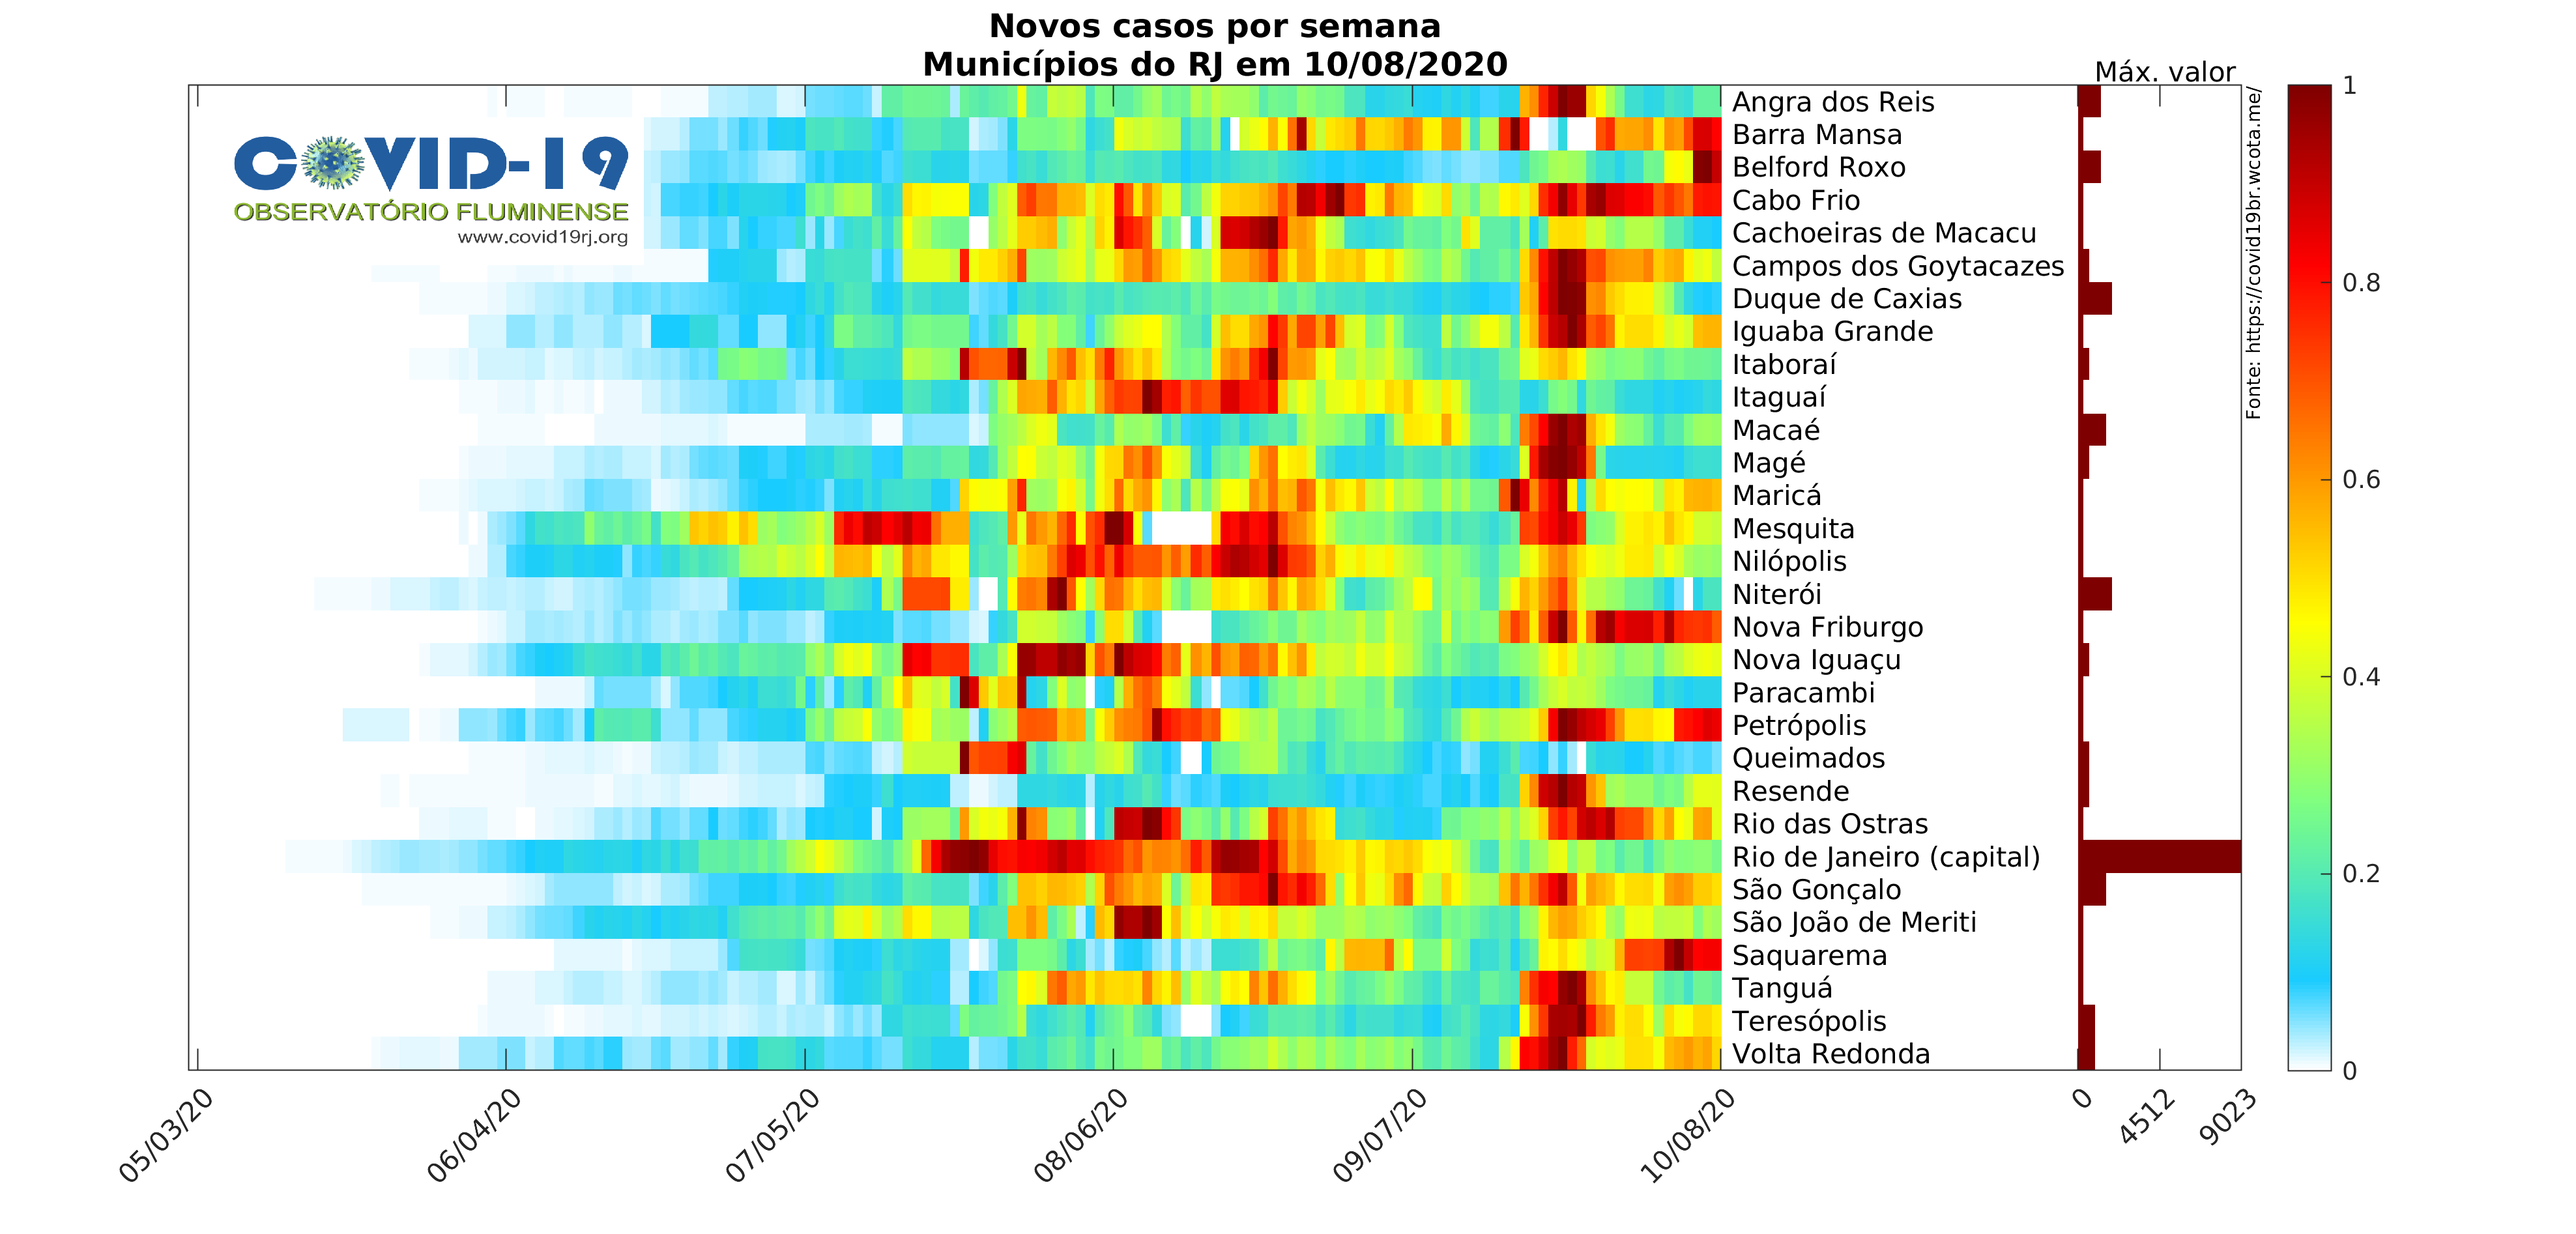 Novos casos por semana
Municípios do RJ em 10/08/2020
Máx. valor
COVID-19
OBSERVATÓRIO FLUMINENSE
www.covid19rj.org
Angra dos Reis
Barra Mansa
Belford Roxo
Cabo Frio
Cachoeiras de Macacu
Campos dos Goytacazes
Duque de Caxias
Iguaba Grande
Itaboraí
Itaguaí
Macaé
Magé
Maricá
Mesquita
Nilópolis
Niterói
Nova Friburgo
Nova Iguaçu
Paracambi
Petrópolis
Queimados
Resende
Rio das Ostras
Rio de Janeiro (capital)
São Gonçalo
São João de Meriti
Saquarema
Tanguá
Teresópolis
Volta Redonda
Fonte: https://covid19br.wcota.me/
1
0.8
0.6
0.4
0.2
0
05/03/20
06/04/20
07/05/20
08/06/20
09/07/20
10/08/20
0
4512
9023